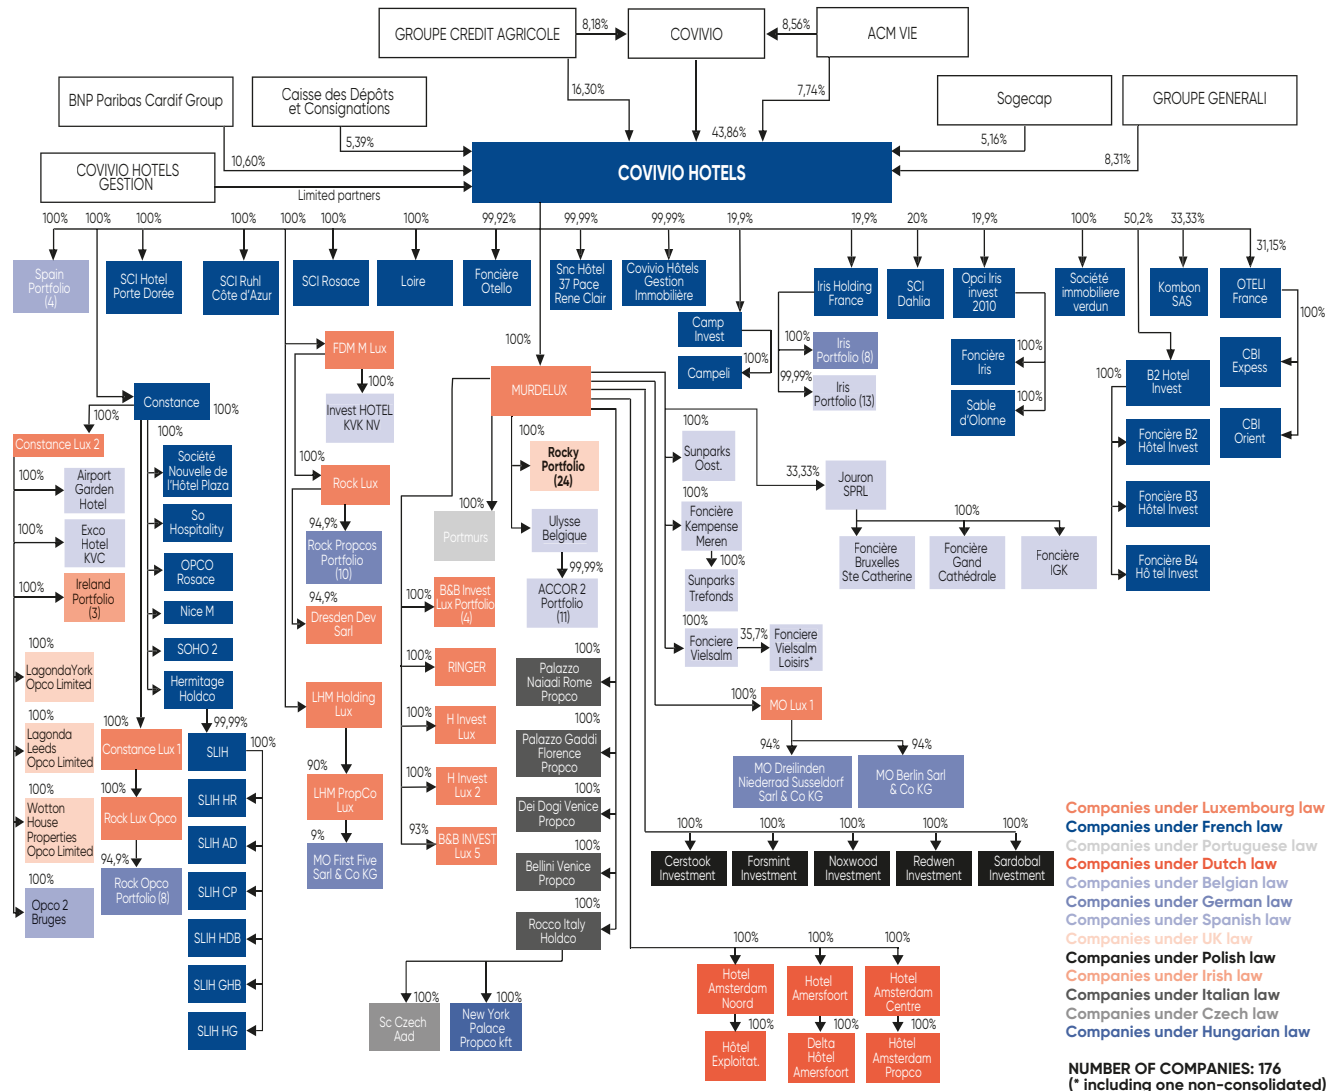 GROUPE CREDIT AGRICOLE
8,18%
COVIVIO
8,56%
ACM VIE
BNP Paribas Cardif Group
Caisse des Dépôts
et Consignations
16,30%
7,74%
Sogecap
GROUPE GENERALI
43,86%
5,39%
5,16%
10,60%
8,31%
COVIVIO HOTELS
GESTION
Limited partners
COVIVIO HOTELS
100%
100%
100%
100%
100%
100%
100%
99,92%
99,99%
99,99%
19,9%
19,9%
20%
19,9%
100%
50,2%
33,33%
31,15%
Spain
Portfolio
(4)
SCI Hotel
Porte Dorée
SCI Ruhl
Côte d'Azur
SCI Rosace
Loire
Foncière
Otello
Snc Hôtel
37 Pace
Rene Clair
Covivio Hôtels
Gestion
Immobilière
Camp
Invest
100%
Campeli
Iris Holding
France
100%
Iris
Portfolio (8)
99,99%
Iris
Portfolio (13)
SCI
Dahlia
Opci Iris
invest
2010
Foncière
Iris
100%
Sable
d'Olonne
100%
Société
immobiliere
verdun
Kombon
SAS
OTELI
France
100%
CBI
Expess
CBI
Orient
B2 Hotel
Invest
100%
Foncière B2
Hôtel Invest
Foncière B3
Hôtel Invest
Foncière B4
Hô tel Invest
Constance
100%
100%
100%
Constance Lux 2
100%
Airport
Garden
Hotel
100%
Exco
Hotel
KVC
100%
Ireland
Portfolio
(3)
100%
LagondaYork
Opco Limited
100%
Lagonda
Leeds
Opco Limited
100%
Wotton
House
Properties
Opco Limited
100%
Opco 2
Bruges
Société
Nouvelle de
l'Hôtel Plaza
So
Hospitality
OPCO
Rosace
Nice M
SOHO 2
Hermitage
Holdco
99,99%
SLIH
100%
SLIH HR
SLIH AD
SLIH CP
SLIH HDB
SLIH GHB
SLIH HG
100%
Constance Lux 1
100%
Rock Lux Opco
94,9%
Rock Opco
Portfolio (8)
FDM M Lux
100%
Invest HOTEL
KVK NV
100%
Rock Lux
94,9%
Rock Propcos
Portfolio
(10)
94,9%
Dresden Dev
Sarl
LHM Holding
Lux
90%
LHM PropCo
Lux
9%
MO First Five
Sarl & Co KG
100%
MURDELUX
100%
Rocky
Portfolio
(24)
100%
Portmurs
100%
Ulysse
Belgique
99,99%
ACCOR 2
Portfolio
(11)
100%
B&B Invest
Lux Portfolio
(4)
100%
RINGER
100%
H Invest
Lux
100%
H Invest
Lux 2
93%
B&B INVEST
Lux 5
100%
Palazzo
Naiadi Rome
Propco
100%
Palazzo Gaddi
Florence
Propco
100%
Dei Dogi Venice
Propco
100%
Bellini Venice
Propco
100%
Rocco Italy
Holdco
100%
Sc Czech
Aad
100%
New York
Palace
Propco kft
100%
Sunparks
Oost.
100%
Foncière
Kempense
Meren
100%
Sunparks
Trefonds
100%
Fonciere
Vielsalm
35,7%
Fonciere
Vielsalm
Loisirs*
33,33%
Jouron
SPRL
100%
Foncière
Bruxelles
Ste Catherine
Foncière
Gand
Cathédrale
Foncière
IGK
100%
MO Lux 1
94%
MO Dreilinden
Niederrad Susseldorf
Sarl & Co KG
94%
MO Berlin Sarl
& Co KG
100%
100%
100%
100%
100%
Cerstook
Investment
Forsmint
Investment
Noxwood
Investment
Redwen
Investment
Sardobal
Investment
100%
100%
100%
Hotel
Amsterdam
Noord
Hotel
Amersfoort
Hotel
Amsterdam
Centre
100%
100%
100%
Hôtel
Exploitat.
Delta
Hôtel
Amersfoort
Hôtel
Amsterdam
Propco
Companies under Luxembourg law
Companies under French law
Companies under Portuguese law
Companies under Dutch law
Companies under Belgian law
Companies under German law
Companies under Spanish law
Companies under UK law
Companies under Polish law
Companies under Irish law
Companies under Italian law
Companies under Czech law
Companies under Hungarian law
NUMBER OF COMPANIES: 176
(* including one non-consolidated)